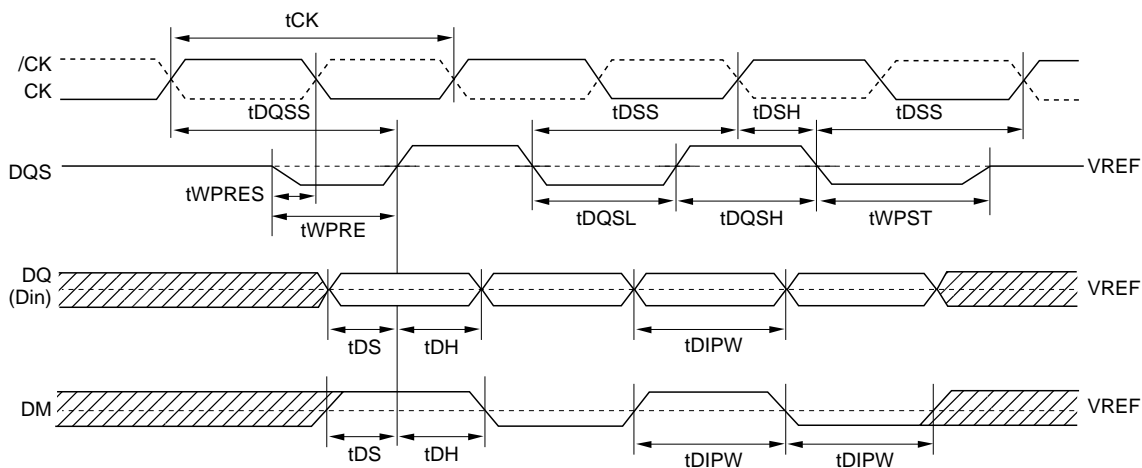 tCK
/CK
CK
tDQSS
tDSS
tDSH
tDSS
DQS
VREF
tWPRES
tWPRE
tDQSL
tDQSH
tWPST
DQ
(Din)
VREF
tDS
tDH
tDIPW
DM
VREF
tDS
tDH
tDIPW
tDIPW